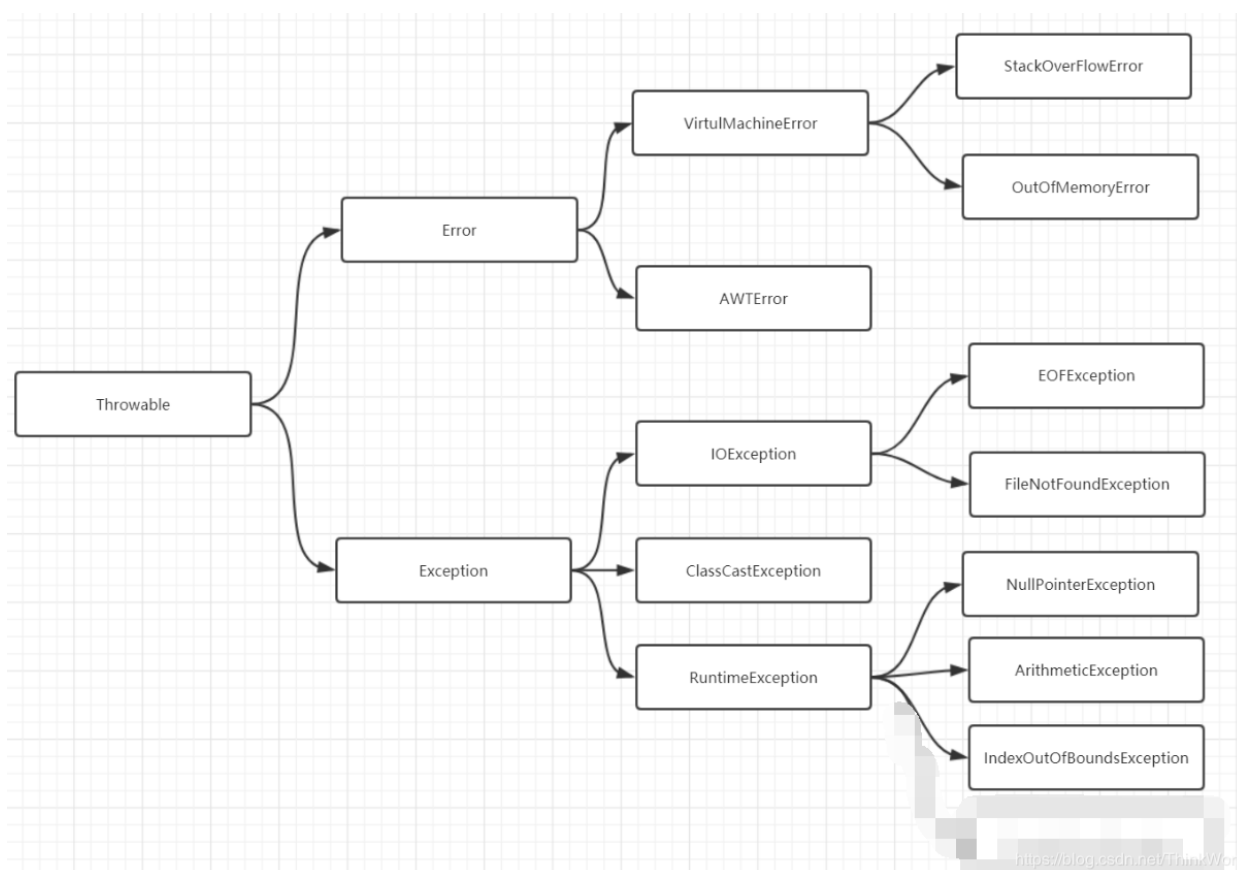 StackOverFlowError
VirtulMachineError
OutOfMemoryError
Error
AWTError
EOFException
Throwable
IOException
FileNotFoundException
Exception
ClassCastException
NullPointerException
RuntimeException
ArithmeticException
IndexOutOfBoundsException
https://blog.csdn.net/ThinkWor